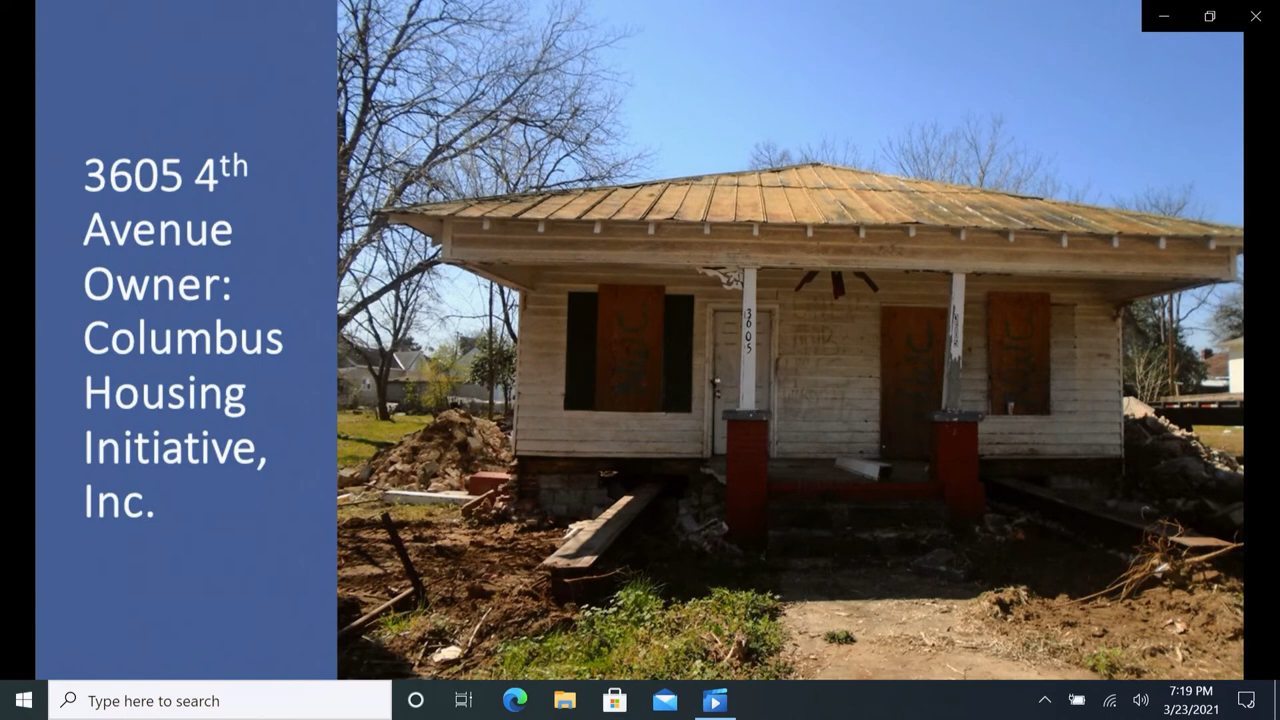 3605 4th
Avenue
Owner:
Columbus
Housing
Initiative,
Inc.
3605
Type here to search
7:19 PM
3/23/2021